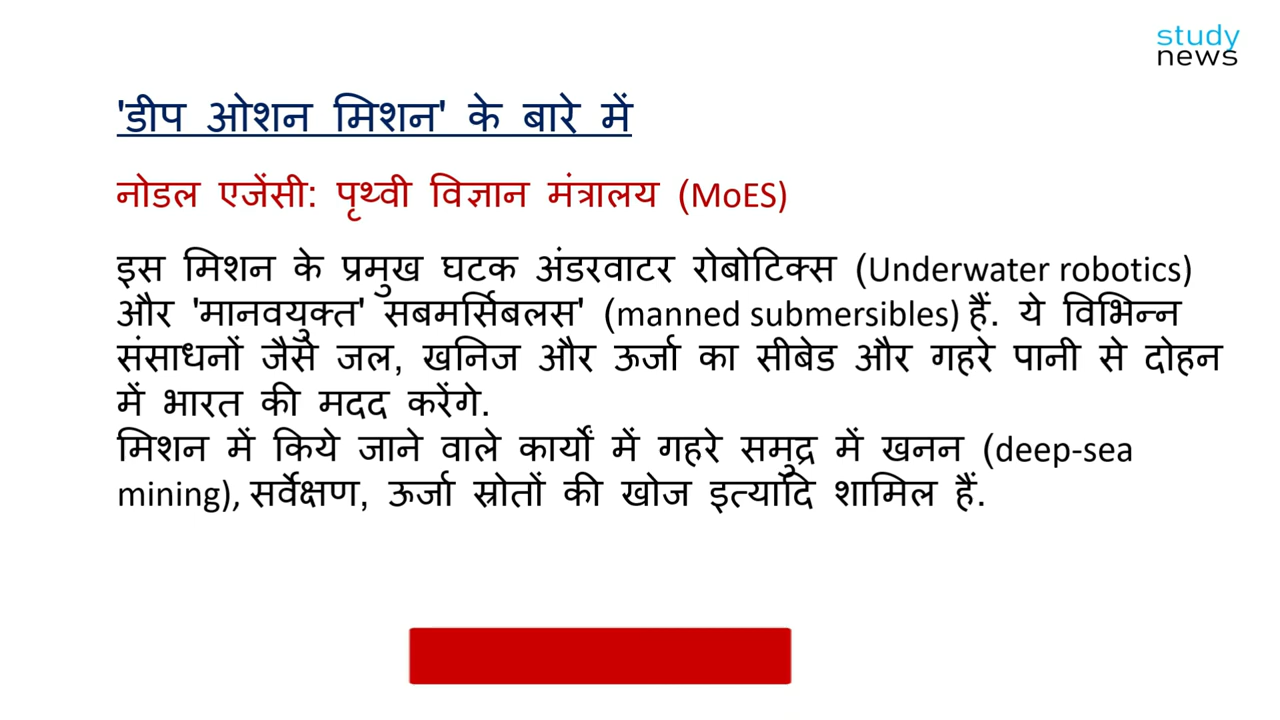 study
news
'डीप ओशन मिशन' के बारे में
नोडल एजेंसी: पृथ्वी विज्ञान मंत्रालय (MoES)
इस मिशन के प्रमुख घटक अंडरवाटर रोबोटिक्स (Underwater robotics)
और 'मानवयुक्त' सबमर्सिबलस' (manned submersibles) हैं. ये विभिन्न
संसाधनों जैसे जल, खनिज और ऊर्जा का सीबेड और गहरे पानी से दोहन
में भारत की मदद करेंगे.
मिशन में किये जाने वाले कार्यों में गहरे समुद्र में खनन (deep-sea
mining), सर्वेक्षण, ऊर्जा स्रोतों की खोज इत्यादि शामिल हैं.